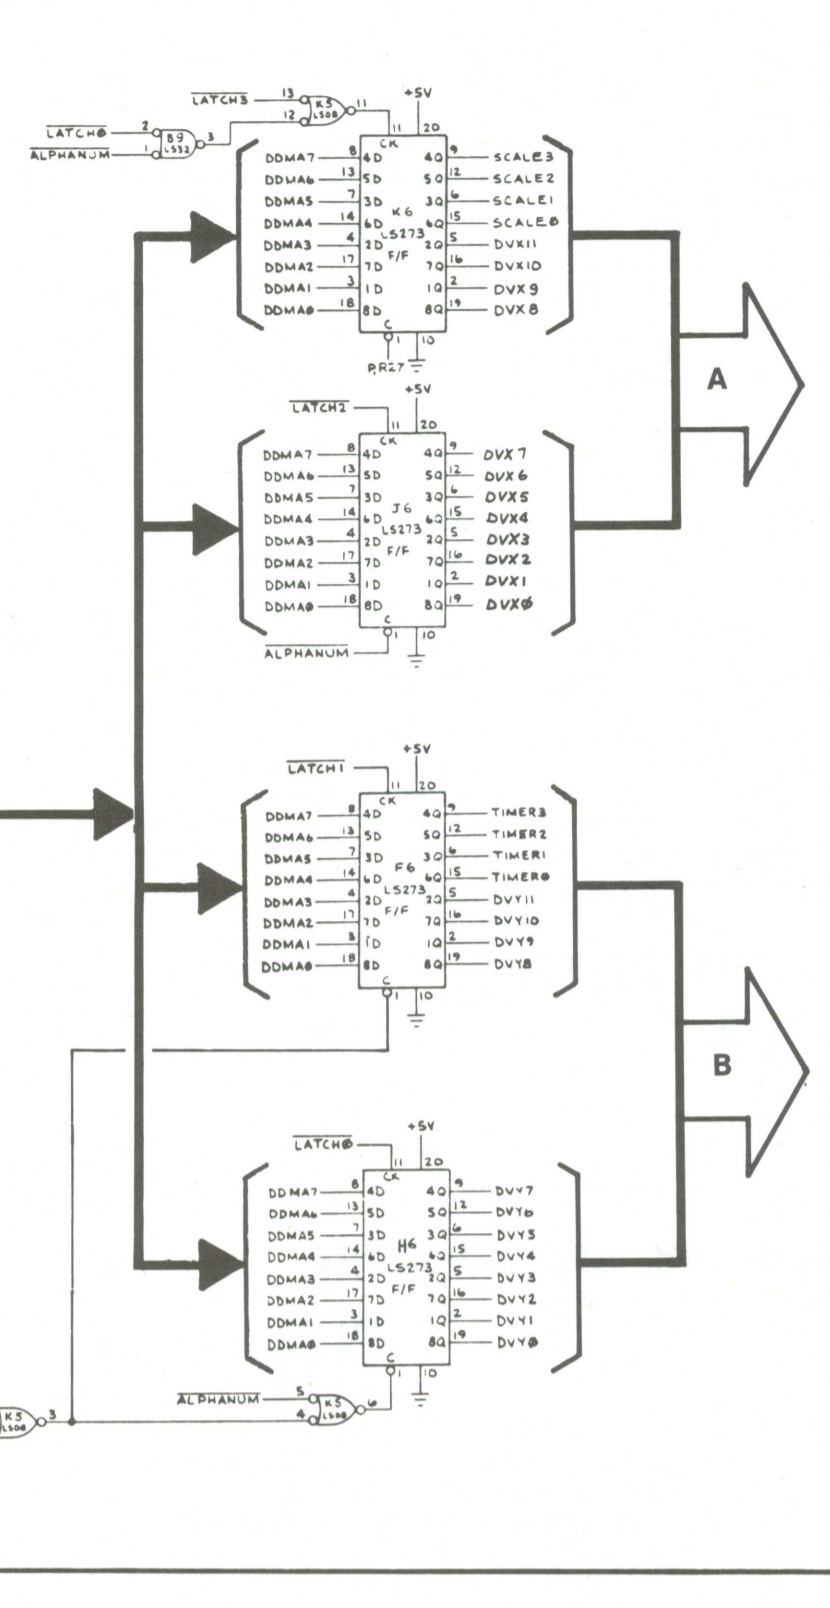 +5V
LATCH3 13 K5 LS08 11
12
LATCH0 2 B9 LS32 3
ALPHANUM 1
11 20
CK
DDMA7 8 4D 4Q 9 SCALE3
DDMA6 13 5D 5Q 12 SCALE2
DDMA5 7 3D 3Q 6 SCALE1
DDMA4 14 6D K6 6Q 15 SCALE0
DDMA3 4 2D LS273 2Q 5 DVX11
DDMA2 17 7D F/F 7Q 16 DVX10
DDMA1 3 1D 1Q 2 DVX9
DDMA0 18 8D 8Q 19 DVX8
C
1 10
PR27
A
+5V
LATCH2
11 20
CK
DDMA7 8 4D 4Q 9 DVX7
DDMA6 13 5D 5Q 12 DVX6
DDMA5 7 3D 3Q 6 DVX5
DDMA4 14 6D J6 6Q 15 DVX4
DDMA3 4 2D LS273 2Q 5 DVX3
DDMA2 17 7D F/F 7Q 16 DVX2
DDMA1 3 1D 1Q 2 DVX1
DDMA0 18 8D 8Q 19 DVX0
C
1 10
ALPHANUM
+5V
LATCH1
11 20
CK
DDMA7 8 4D 4Q 9 TIMER3
DDMA6 13 5D 5Q 12 TIMER2
DDMA5 7 3D 3Q 6 TIMER1
DDMA4 14 6D F6 6Q 15 TIMER0
DDMA3 4 2D LS273 2Q 5 DVY11
DDMA2 17 7D F/F 7Q 16 DVY10
DDMA1 3 1D 1Q 2 DVY9
DDMA0 18 8D 8Q 19 DVY8
C
1 10
B
+5V
LATCH0
11 20
CK
DDMA7 8 4D 4Q 9 DVY7
DDMA6 13 5D 5Q 12 DVY6
DDMA5 7 3D 3Q 6 DVY5
DDMA4 14 6D H6 6Q 15 DVY4
DDMA3 4 2D LS273 2Q 5 DVY3
DDMA2 17 7D F/F 7Q 16 DVY2
DDMA1 3 1D 1Q 2 DVY1
DDMA0 18 8D 8Q 19 DVY0
C
1 10
ALPHANUM 5 K5 LS08 6
4
K5 LS08 3